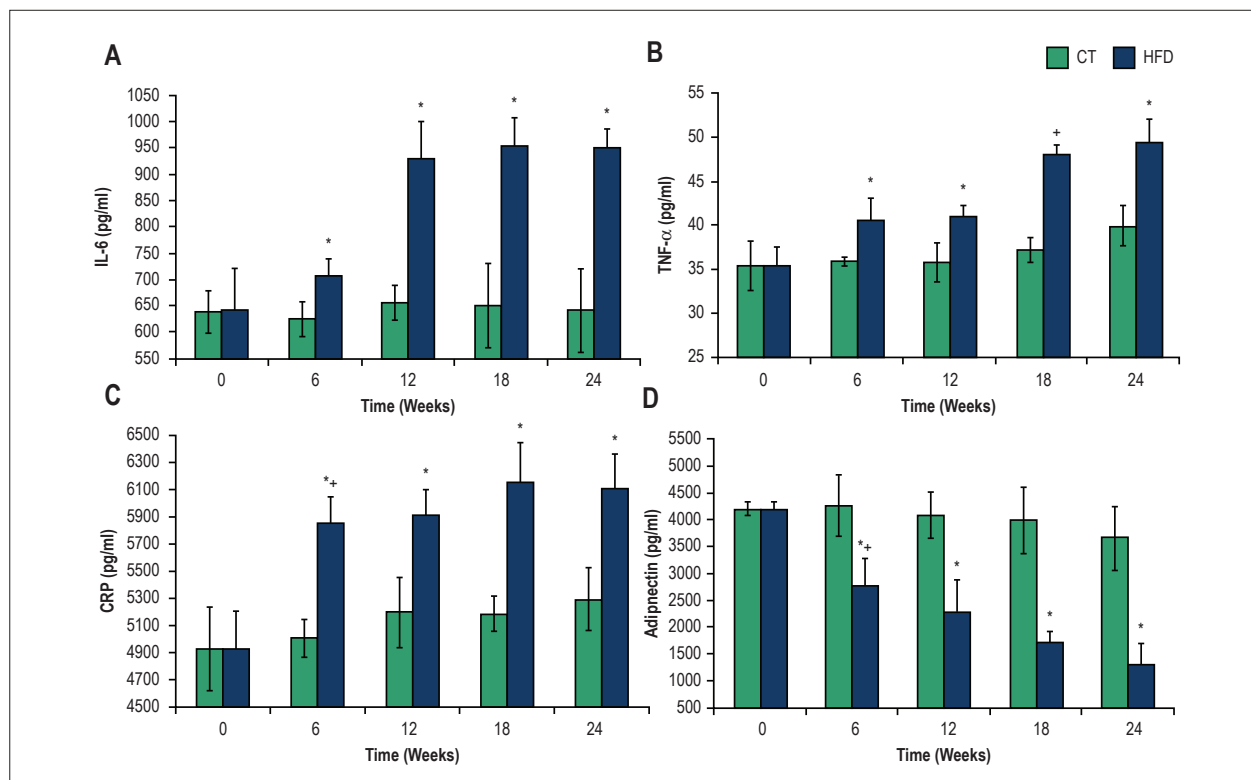 A
B
CT HFD
IL-6 (pg/ml)
1050
1000
950
900
850
800
750
700
650
600
550
* * * *
0 6 12 18 24
Time (Weeks)
TNF-α (pg/ml)
55
50
45
40
35
30
25
* * + *
0 6 12 18 24
Time (Weeks)
C
D
CRP (pg/ml)
6500
6300
6100
5900
5700
5500
5300
5100
4900
4700
4500
*+ * * *
0 6 12 18 24
Time (Weeks)
Adipnectin (pg/ml)
5500
5000
4500
4000
3500
3000
2500
2000
1500
1000
500
*+ * * *
0 6 12 18 24
Time (Weeks)